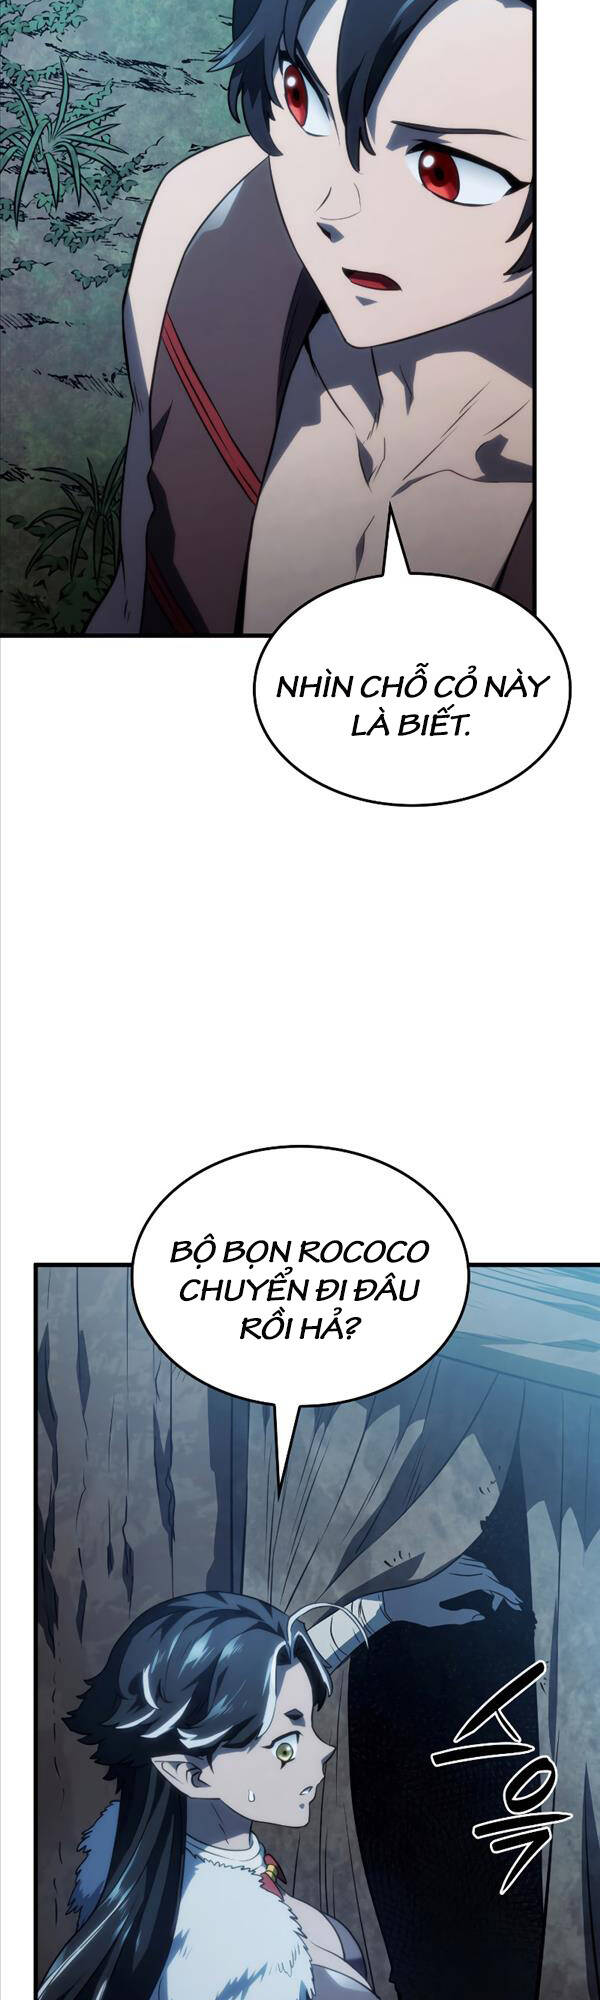 NHÌN CHỖ CỎ NÀY
LÀ BIẾT.
BỘ BỌN ROCOCO
CHUYỂN ĐI ĐÂU
RỒI HẢ?
스윽